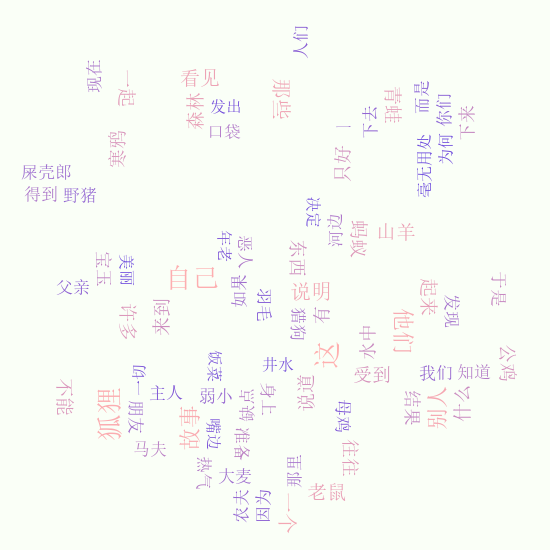 人们
现在
一起
看见
森林
发出
口袋
那些
青蛙
而是
你们
下去
下来
为何
毫无用处
一
只好
寒鸦
屎壳郎
得到
野猪
决定
河边
蚂蚁
山羊
年老
恶人
东西
宝玉
美丽
父亲
自己
如果
说明
羽毛
猎狗
有
许多
来到
他们
起来
发现
于是
这
水中
公鸡
饭菜
井水
受到
我们
知道
不能
狐狸
朋友
主人
弱小
身上
说道
母鸡
结果
别人
什么
故事
嘴边
准备
马夫
热气
大麦
那里
往往
老鼠
农夫
因为
一个